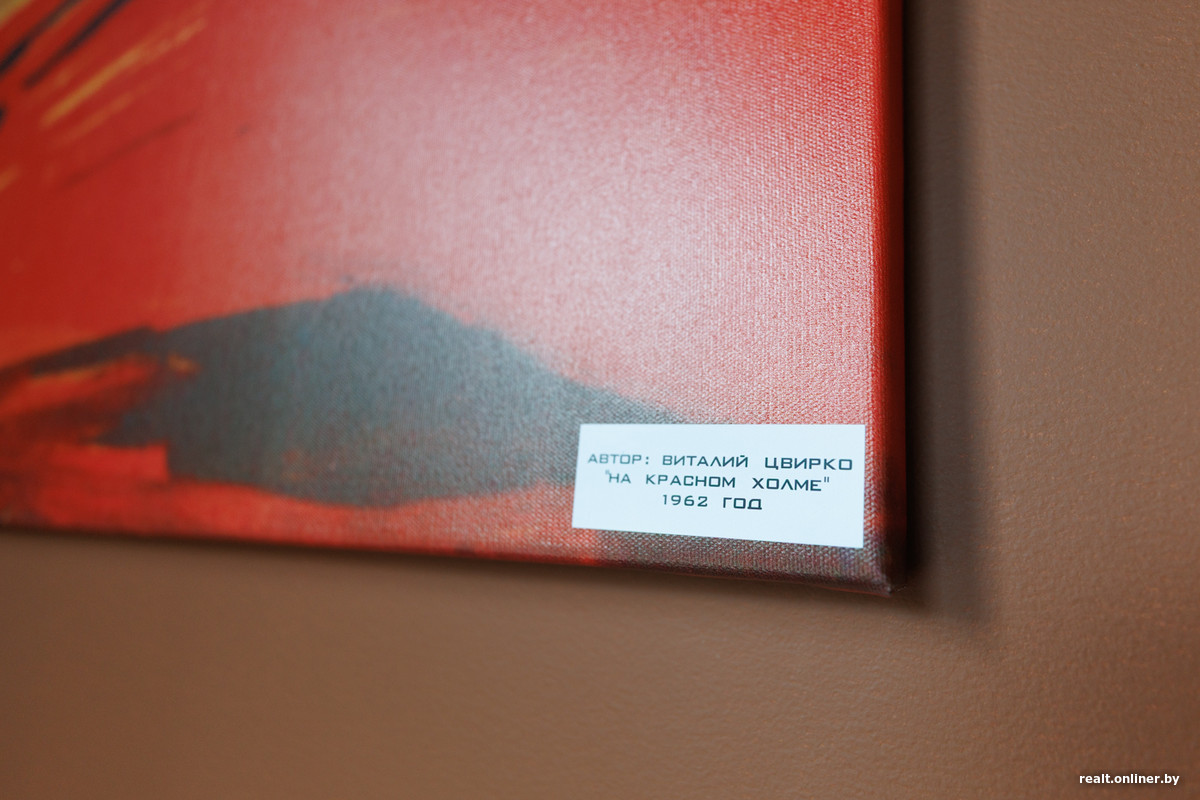 АВТОР: ВИТАЛИЙ ЦВИРКО
"НА КРАСНОМ ХОЛМЕ"
1962 ГОД
realt.onliner.by